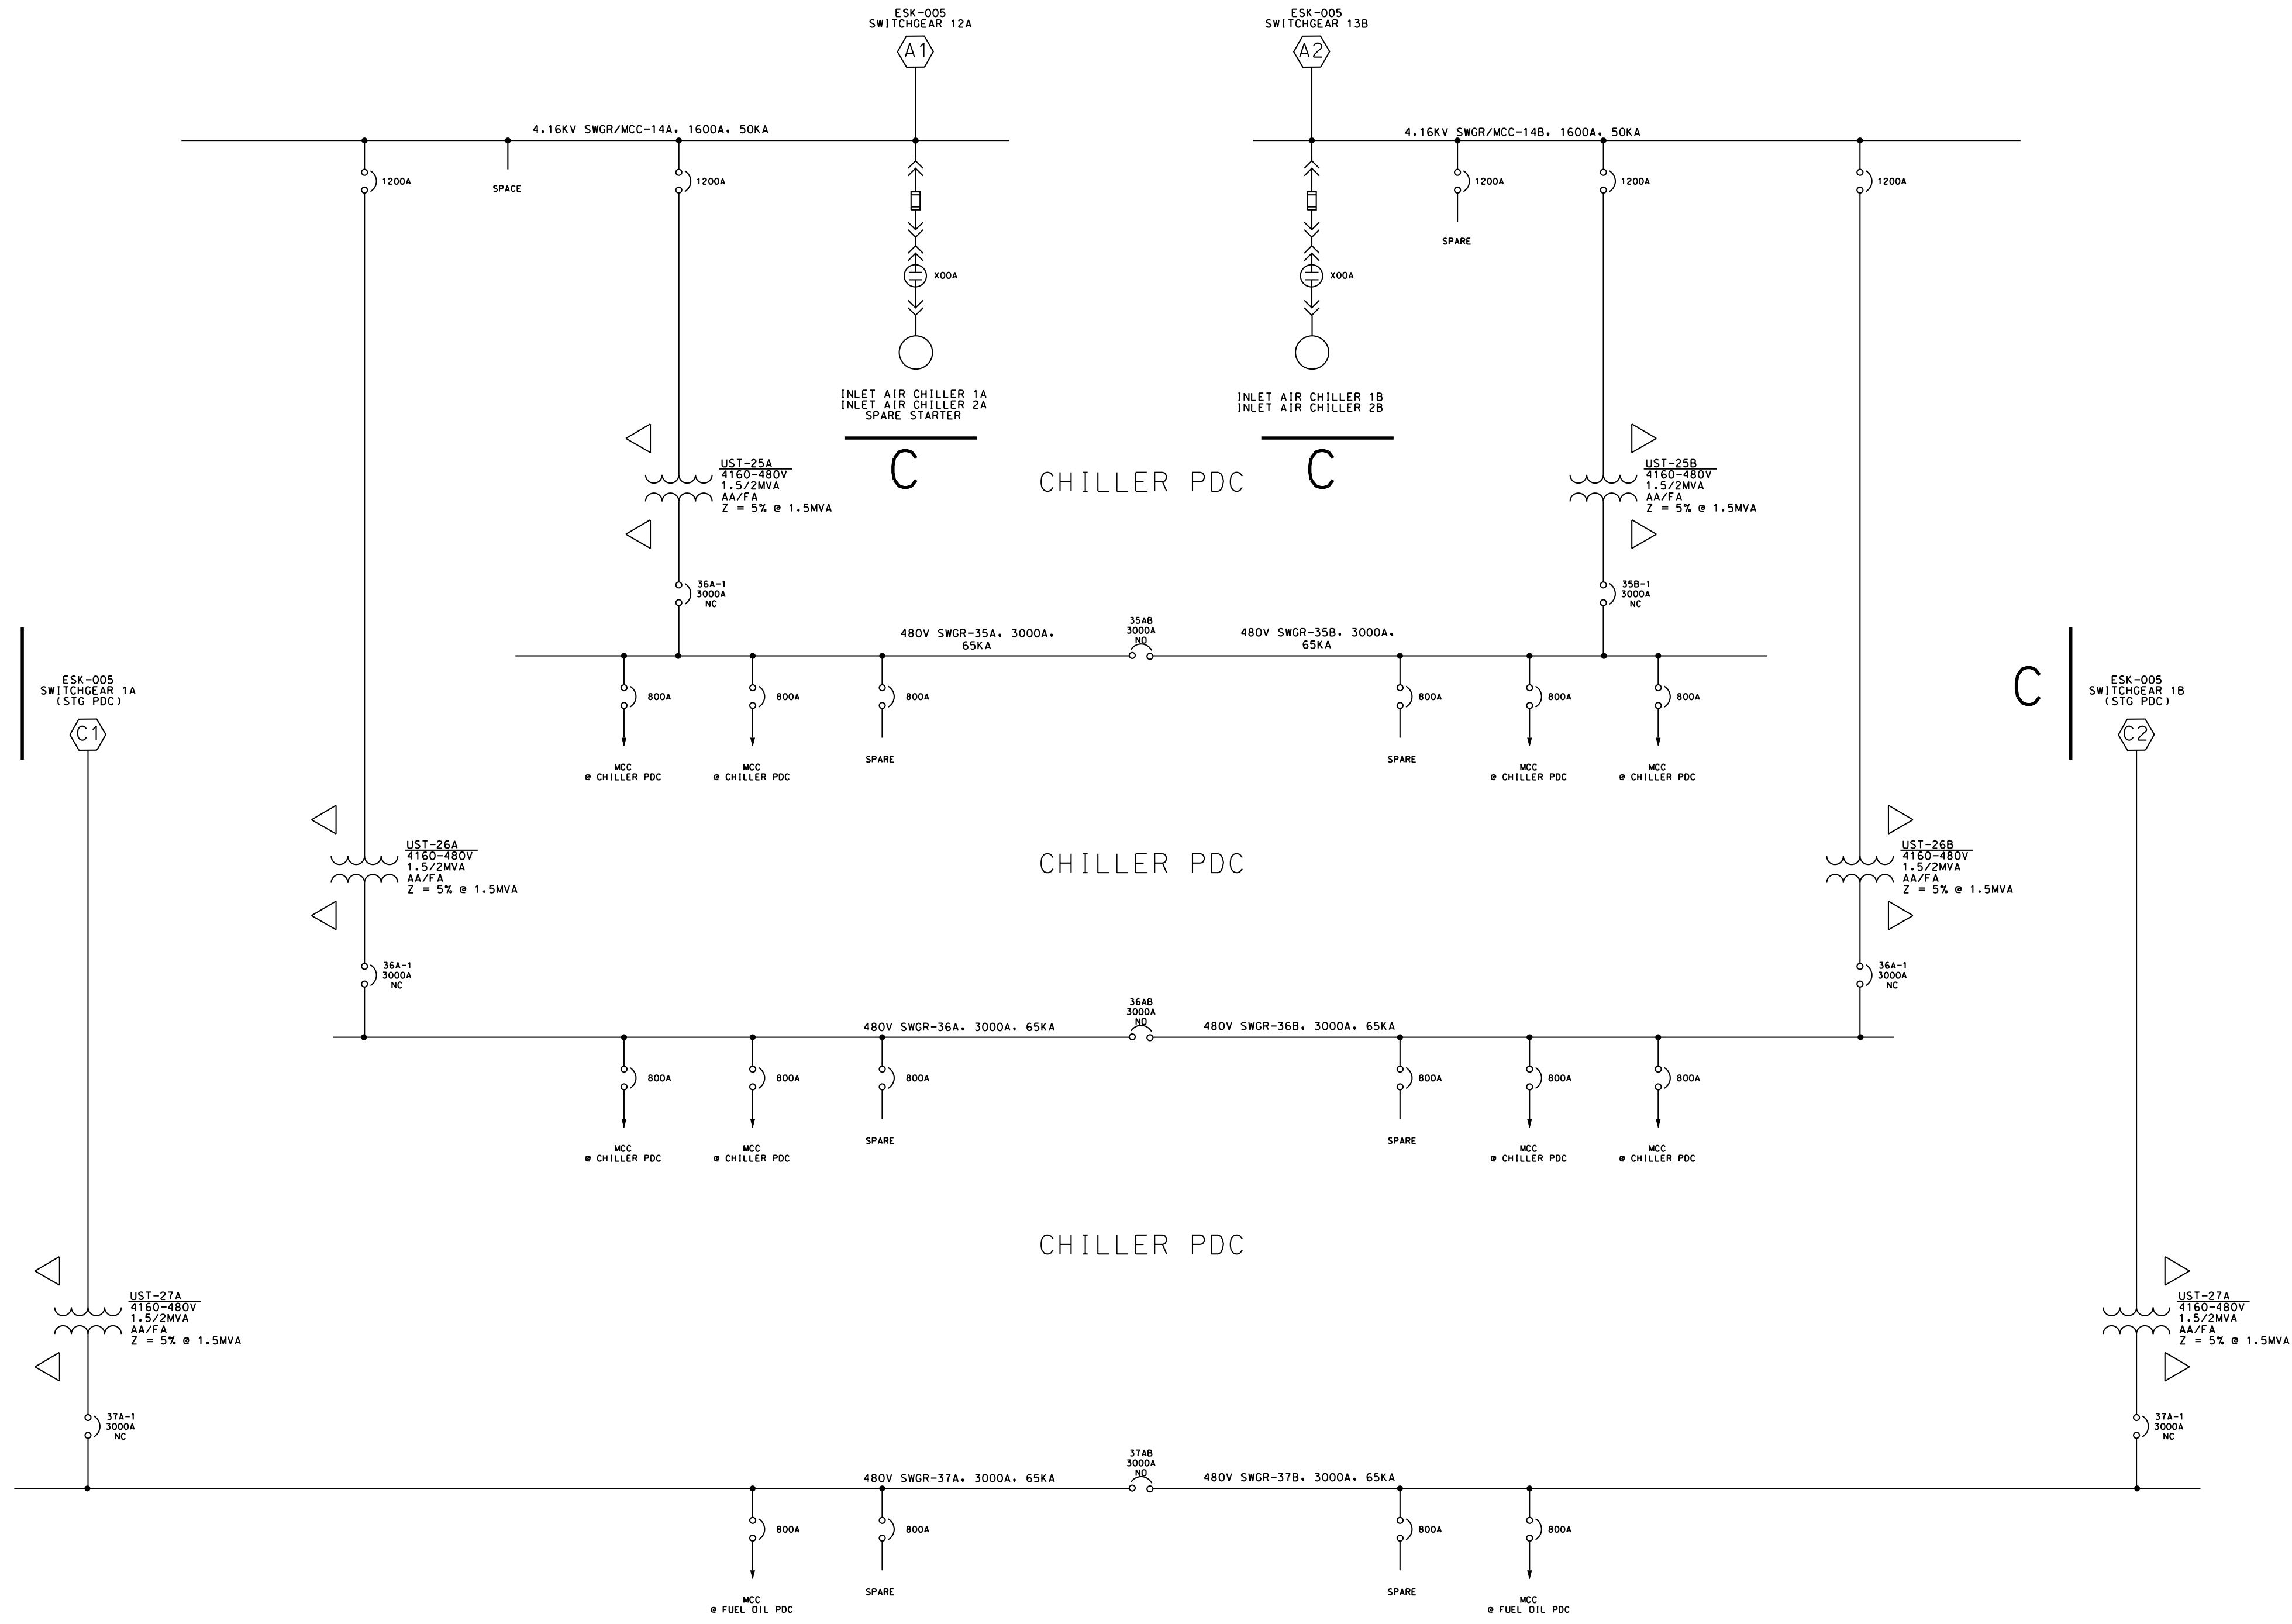 ESK-005
SWITCHGEAR 12A
A1
ESK-005
SWITCHGEAR 13B
A2
4.16KV SWGR/MCC-14A, 1600A, 50KA
4.16KV SWGR/MCC-14B, 1600A, 50KA
1200A
SPACE
1200A
1200A
SPARE
1200A
1200A
X00A
X00A
INLET AIR CHILLER 1A
INLET AIR CHILLER 2A
SPARE STARTER
C
INLET AIR CHILLER 1B
INLET AIR CHILLER 2B
C
CHILLER PDC
UST-25A
4160-480V
1.5/2MVA
AA/FA
Z = 5% @ 1.5MVA
UST-25B
4160-480V
1.5/2MVA
AA/FA
Z = 5% @ 1.5MVA
36A-1
3000A
NC
35B-1
3000A
NC
480V SWGR-35A, 3000A,
65KA
35AB
3000A
NO
480V SWGR-35B, 3000A,
65KA
800A
800A
800A
800A
800A
800A
MCC
@ CHILLER PDC
MCC
@ CHILLER PDC
SPARE
SPARE
MCC
@ CHILLER PDC
MCC
@ CHILLER PDC
ESK-005
SWITCHGEAR 1A
(STG PDC)
C1
C
ESK-005
SWITCHGEAR 1B
(STG PDC)
C2
CHILLER PDC
UST-26A
4160-480V
1.5/2MVA
AA/FA
Z = 5% @ 1.5MVA
UST-26B
4160-480V
1.5/2MVA
AA/FA
Z = 5% @ 1.5MVA
36A-1
3000A
NC
36A-1
3000A
NC
480V SWGR-36A, 3000A, 65KA
36AB
3000A
NO
480V SWGR-36B, 3000A, 65KA
800A
800A
800A
800A
800A
800A
MCC
@ CHILLER PDC
MCC
@ CHILLER PDC
SPARE
SPARE
MCC
@ CHILLER PDC
MCC
@ CHILLER PDC
CHILLER PDC
UST-27A
4160-480V
1.5/2MVA
AA/FA
Z = 5% @ 1.5MVA
UST-27A
4160-480V
1.5/2MVA
AA/FA
Z = 5% @ 1.5MVA
37A-1
3000A
NC
37A-1
3000A
NC
480V SWGR-37A, 3000A, 65KA
37AB
3000A
NO
480V SWGR-37B, 3000A, 65KA
800A
800A
800A
800A
MCC
@ FUEL OIL PDC
SPARE
SPARE
MCC
@ FUEL OIL PDC